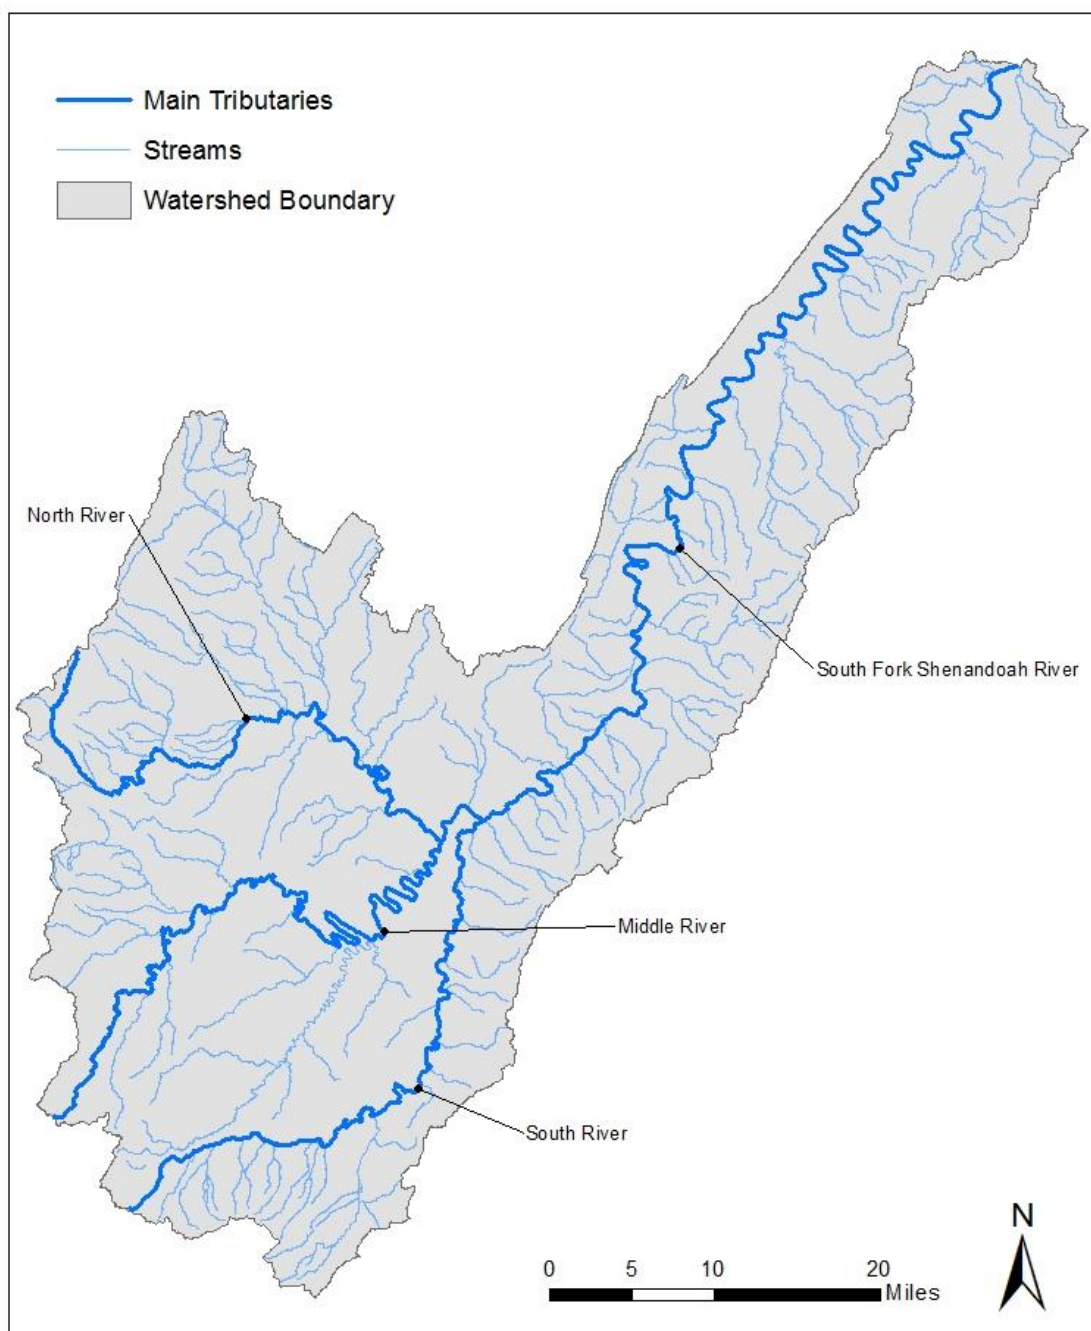 Main Tributaries
Streams
Watershed Boundary
North River
South Fork Shenandoah River
Middle River
South River
N
0 5 10 20
Miles